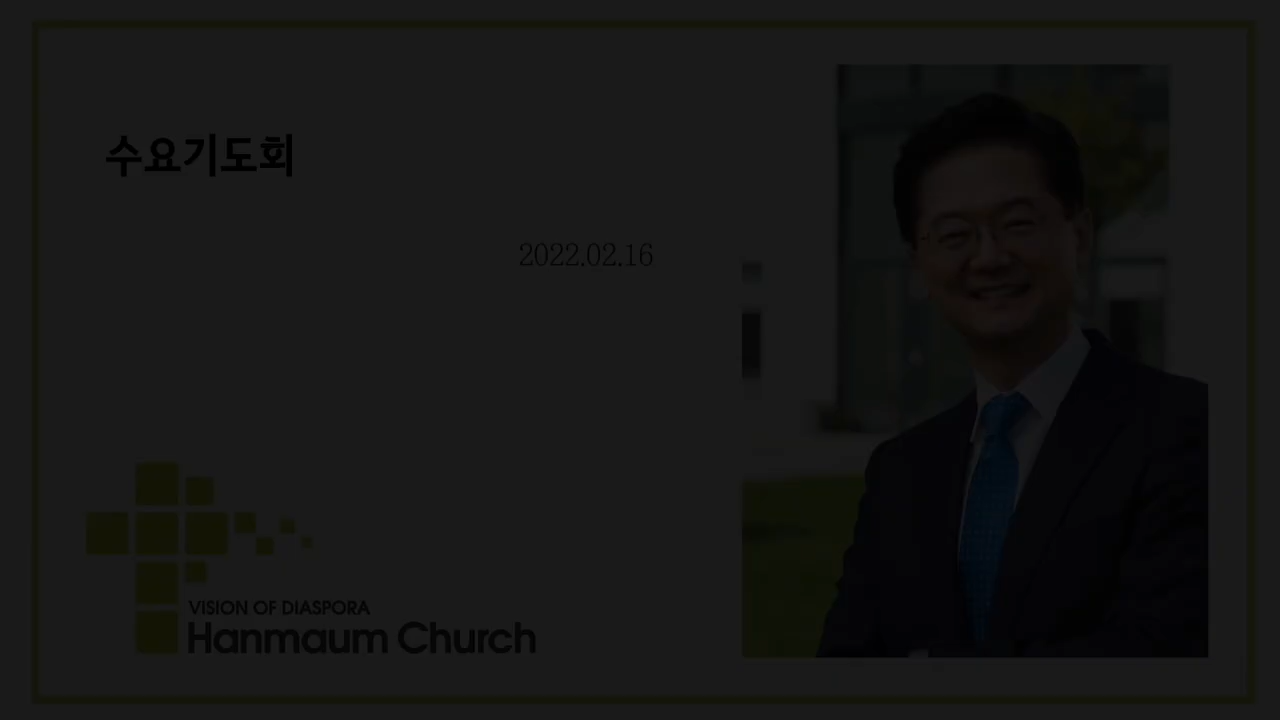 수요기도회
2022.02.16
VISION OF DIASPORA
Hanmaum Church